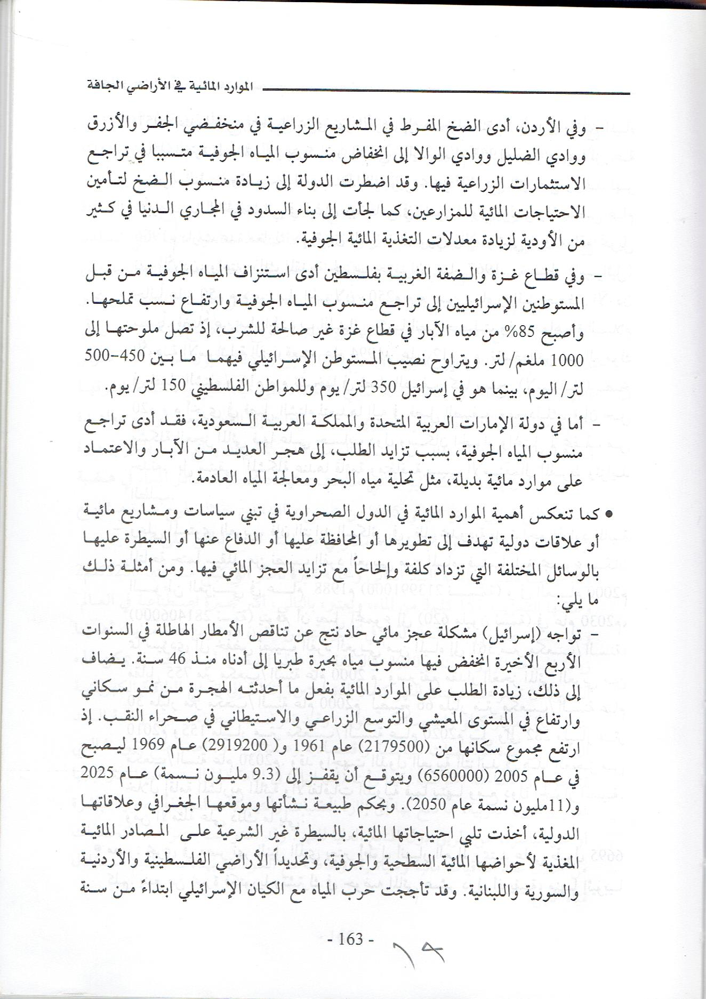 الموارد المائية في الأراضي الجافة
- وفي الأردن، أدى الضخ المفرط في المشاريع الزراعية في منخفضي الجفر والأزرق
ووادي الضليل ووادي الوالا إلى انخفاض منسوب المياه الجوفية متسببا في تراجع
الاستثمارات الزراعية فيها. وقد اضطرت الدولة إلى زيادة منسوب الضخ لتأمين
الاحتياجات المائية للمزارعين، كما لجأت إلى بناء السدود في المجاري الدنيا في كثير
من الأودية لزيادة معدلات التغذية المائية الجوفية.
- وفي قطاع غزة والضفة الغربية بفلسطين أدى استنزاف المياه الجوفية من قبل
المستوطنين الإسرائيليين إلى تراجع منسوب المياه الجوفية وارتفاع نسب تملحها.
وأصبح 85% من مياه الآبار في قطاع غزة غير صالحة للشرب، إذ تصل ملوحتها إلى
1000 ملغم/ لتر. ويتراوح نصيب المستوطن الإسرائيلي فيهما ما بين 450-500
لتر/ اليوم، بينما هو في إسرائيل 350 لتر/ يوم وللمواطن الفلسطيني 150 لتر/ يوم.
- أما في دولة الإمارات العربية المتحدة والمملكة العربية السعودية، فقد أدى تراجع
منسوب المياه الجوفية، بسبب تزايد الطلب، إلى هجر العديد من الآبار والاعتماد
على موارد مائية بديلة، مثل تحلية مياه البحر ومعالجة المياه العادمة.
● كما تنعكس أهمية الموارد المائية في الدول الصحراوية في تبني سياسات ومشاريع مائية
أو علاقات دولية تهدف إلى تطويرها أو المحافظة عليها أو الدفاع عنها أو السيطرة عليها
بالوسائل المختلفة التي تزداد كلفة وإلحاحاً مع تزايد العجز المائي فيها. ومن أمثلة ذلك
ما يلي:
- تواجه (إسرائيل) مشكلة عجز مائي حاد نتج عن تناقص الأمطار الهاطلة في السنوات
الأربع الأخيرة انخفض فيها منسوب مياه بحيرة طبريا إلى أدناه منذ 46 سنة. يضاف
إلى ذلك، زيادة الطلب على الموارد المائية بفعل ما أحدثته الهجرة من نمو سكاني
وارتفاع في المستوى المعيشي والتوسع الزراعي والاستيطاني في صحراء النقب. إذ
ارتفع مجموع سكانها من (2179500) عام 1961 و( 2919200) عام 1969 ليصبح
في عام 2005 (6560000) ويتوقع أن يقفز إلى (9.3 مليون نسمة) عام 2025
و(11مليون نسمة عام 2050). وبحكم طبيعة نشأتها وموقعها الجغرافي وعلاقاتها
الدولية، أخذت تلبي احتياجاتها المائية، بالسيطرة غير الشرعية على المصادر المائية
المغذية لأحواضها المائية السطحية والجوفية، وتحديداً الأراضي الفلسطينية والأردنية
والسورية واللبنانية. وقد تأججت حرب المياه مع الكيان الإسرائيلي ابتداءً من سنة
- 163 -